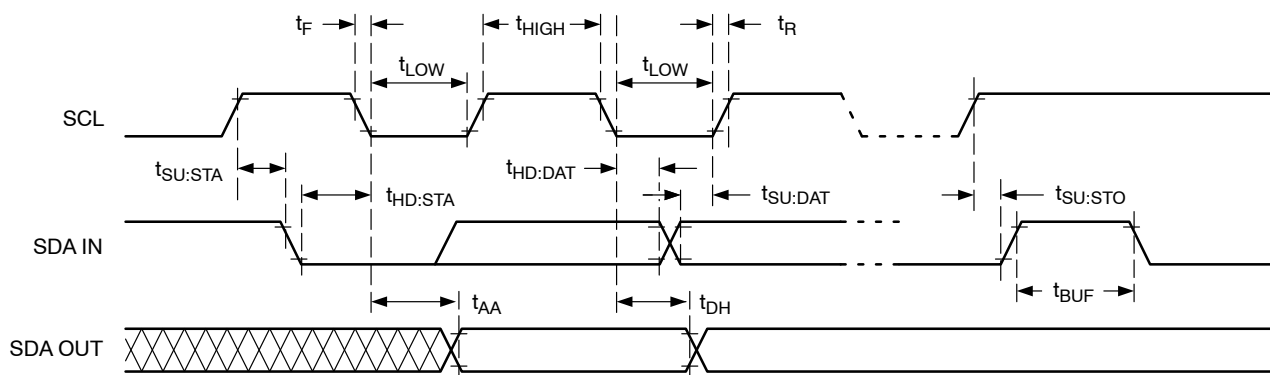 tF
tHIGH
tR
tLOW
tLOW
SCL
tSU:STA
tHD:STA
tHD:DAT
tSU:DAT
tSU:STO
SDA IN
tAA
tDH
tBUF
SDA OUT